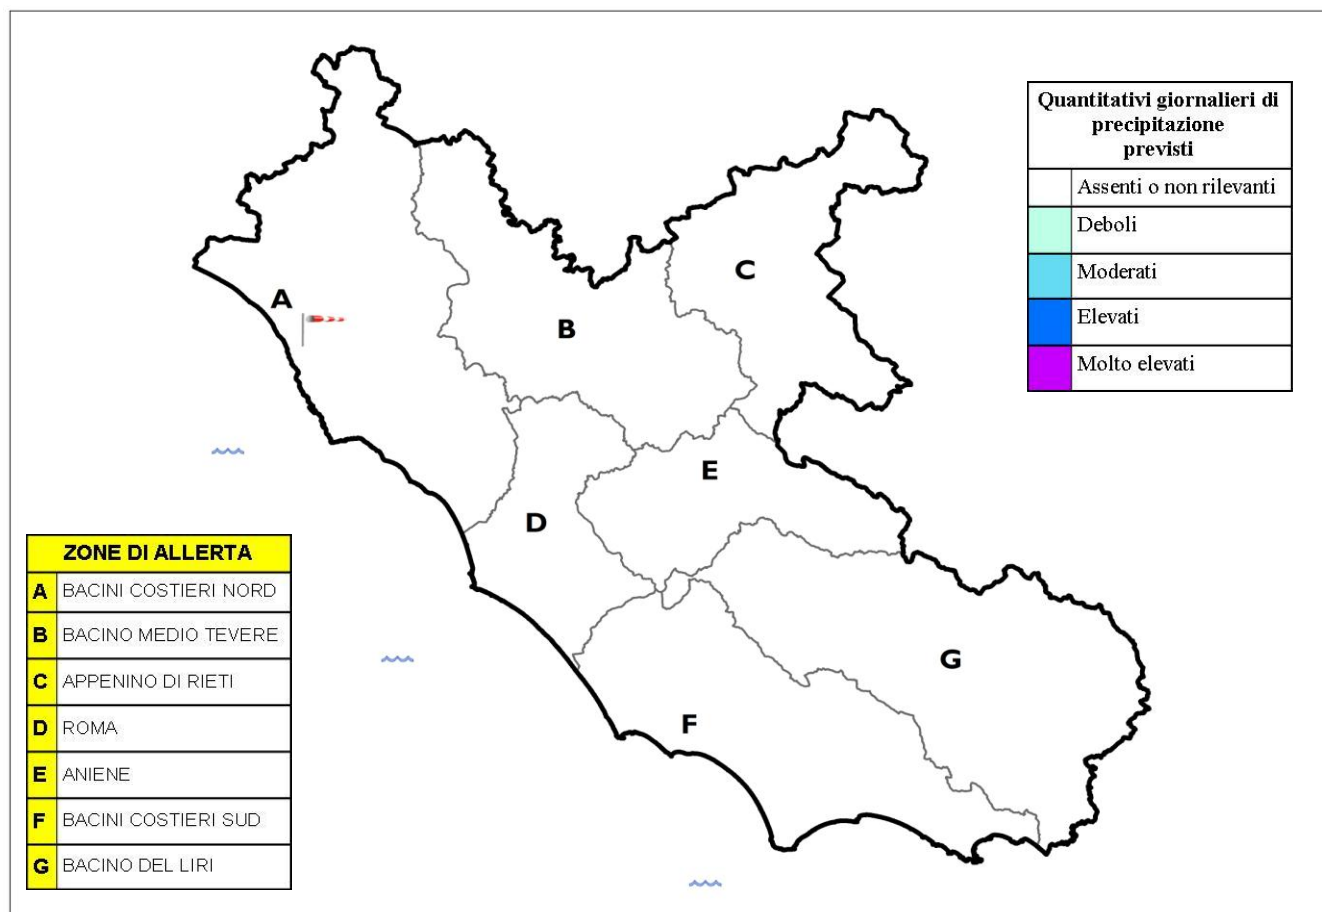 Quantitativi giornalieri di
precipitazione
previsti
Assenti o non rilevanti
Deboli
Moderati
Elevati
Molto elevati
A
B
C
D
E
F
G
ZONE DI ALLERTA
A BACINI COSTIERI NORD
B BACINO MEDIO TEVERE
C APPENINO DI RIETI
D ROMA
E ANIENE
F BACINI COSTIERI SUD
G BACINO DEL LIRI